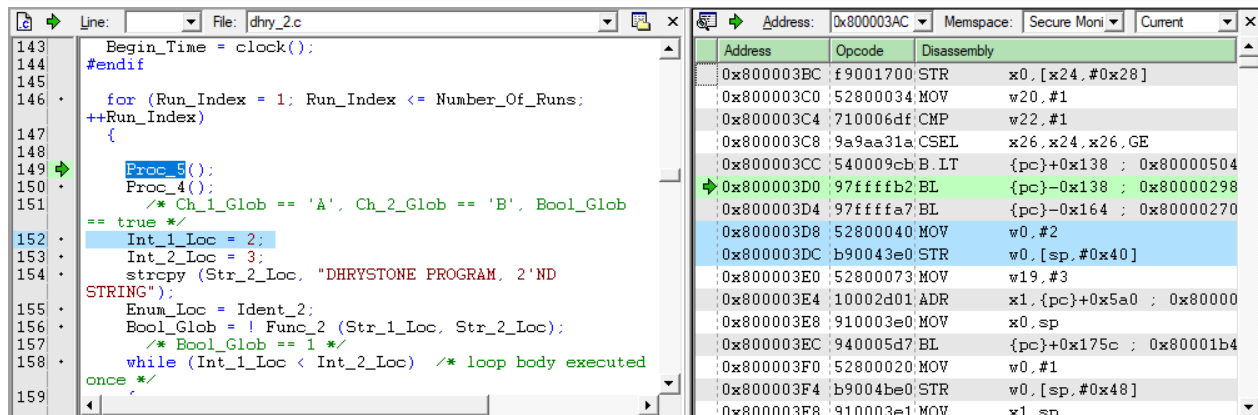 Line: File: dhry_2.c
143 Begin_Time = clock();
144 #endif
145
146 for (Run_Index = 1; Run_Index <= Number_Of_Runs;
++Run_Index)
147 {
148
149 Proc_5();
150 Proc_4();
151 /* Ch_1_Glob == 'A', Ch_2_Glob == 'B', Bool_Glob
== true */
152 Int_1_Loc = 2;
153 Int_2_Loc = 3;
154 strcpy (Str_2_Loc, "DHRYSTONE PROGRAM, 2'ND
STRING");
155 Enum_Loc = Ident_2;
156 Bool_Glob = ! Func_2 (Str_1_Loc, Str_2_Loc);
157 /* Bool_Glob == 1 */
158 while (Int_1_Loc < Int_2_Loc) /* loop body executed
once */
159
Address: 0x800003AC Memspace: Secure Moni Current
Address Opcode Disassembly
0x800003BC f9001700 STR x0,[x24,#0x28]
0x800003C0 52800034 MOV w20,#1
0x800003C4 710006df CMP w22,#1
0x800003C8 9a9aa31a CSEL x26,x24,x26,GE
0x800003CC 540009cb B.LT {pc}+0x138 ; 0x80000504
0x800003D0 97ffffb2 BL {pc}-0x138 ; 0x80000298
0x800003D4 97ffffa7 BL {pc}-0x164 ; 0x80000270
0x800003D8 52800040 MOV w0,#2
0x800003DC b90043e0 STR w0,[sp,#0x40]
0x800003E0 52800073 MOV w19,#3
0x800003E4 10002d01 ADR x1,{pc}+0x5a0 ; 0x80000
0x800003E8 910003e0 MOV x0,sp
0x800003EC 940005d7 BL {pc}+0x175c ; 0x80001b4
0x800003F0 52800020 MOV w0,#1
0x800003F4 b9004be0 STR w0,[sp,#0x48]
0x800003F8 910003e1 MOV x1,sp